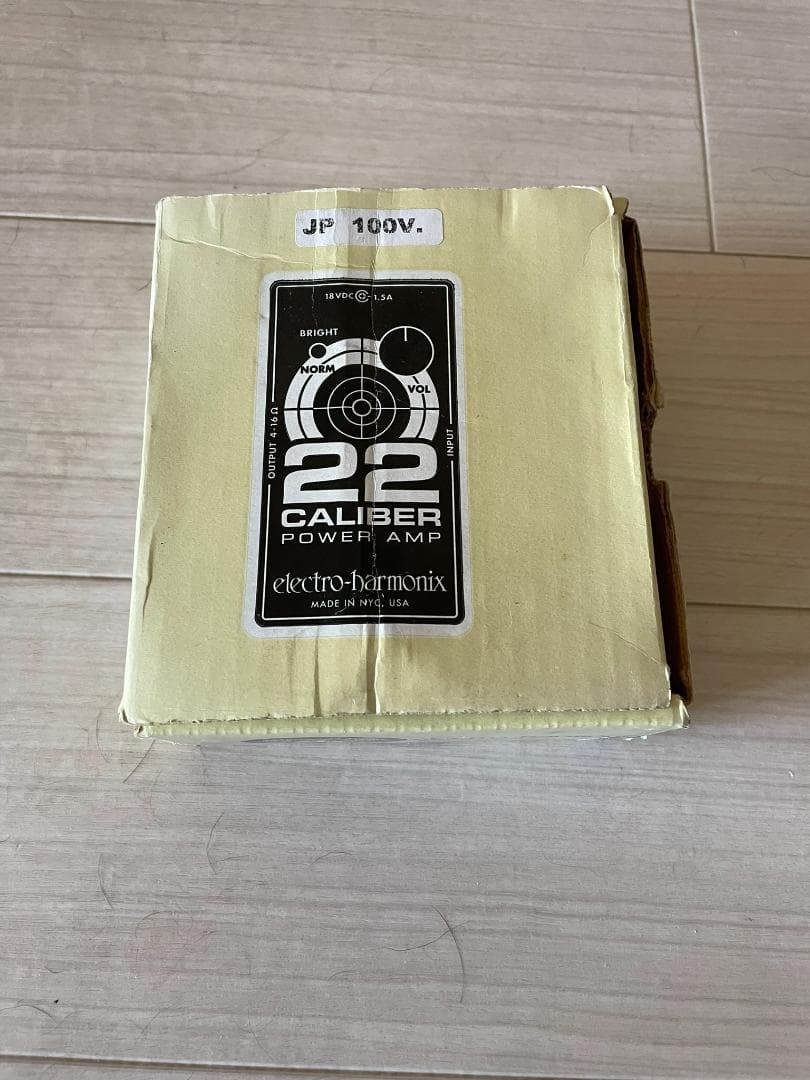 JP 100V.
18VDC 1.5A
BRIGHT
NORM
VOL
OUTPUT 4-16Ω
INPUT
22
CALIBER
POWER AMP
electro-harmonix
MADE IN NYC, USA